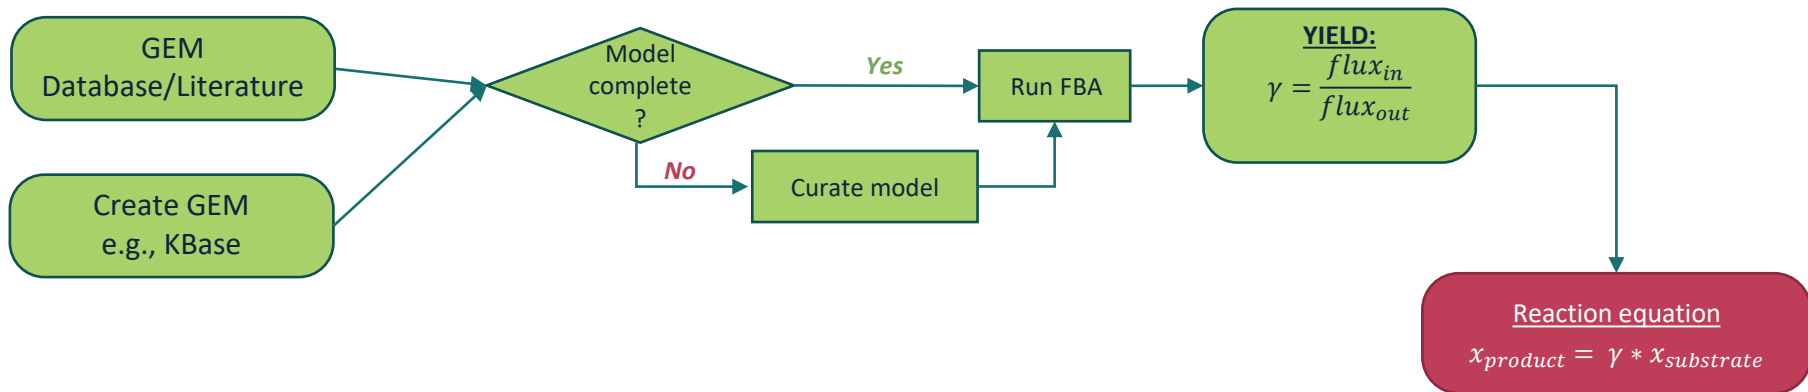 GEM
Database/Literature
Create GEM
e.g., KBase
Model
complete
?
Yes
No
Curate model
Run FBA
YIELD:
γ = flux_in / flux_out
Reaction equation
x_product = γ * x_substrate